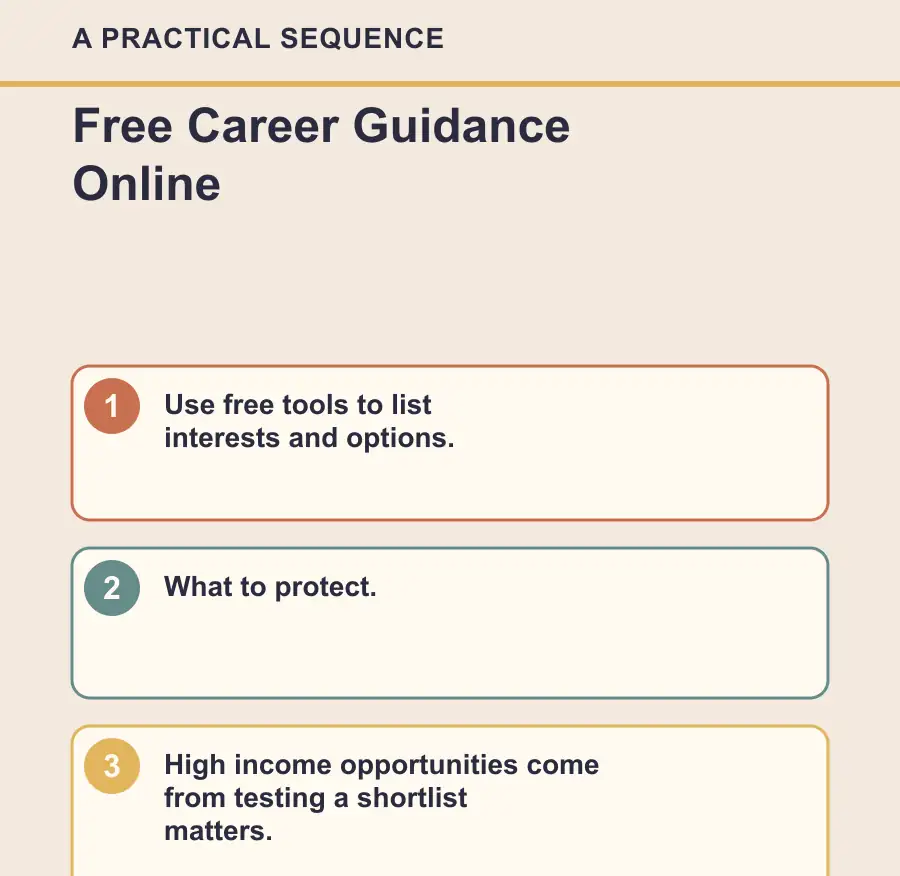 A PRACTICAL SEQUENCE
Free Career Guidance
Online
1
Use free tools to list
interests and options.
2
What to protect.
3
High income opportunities come
from testing a shortlist
matters.